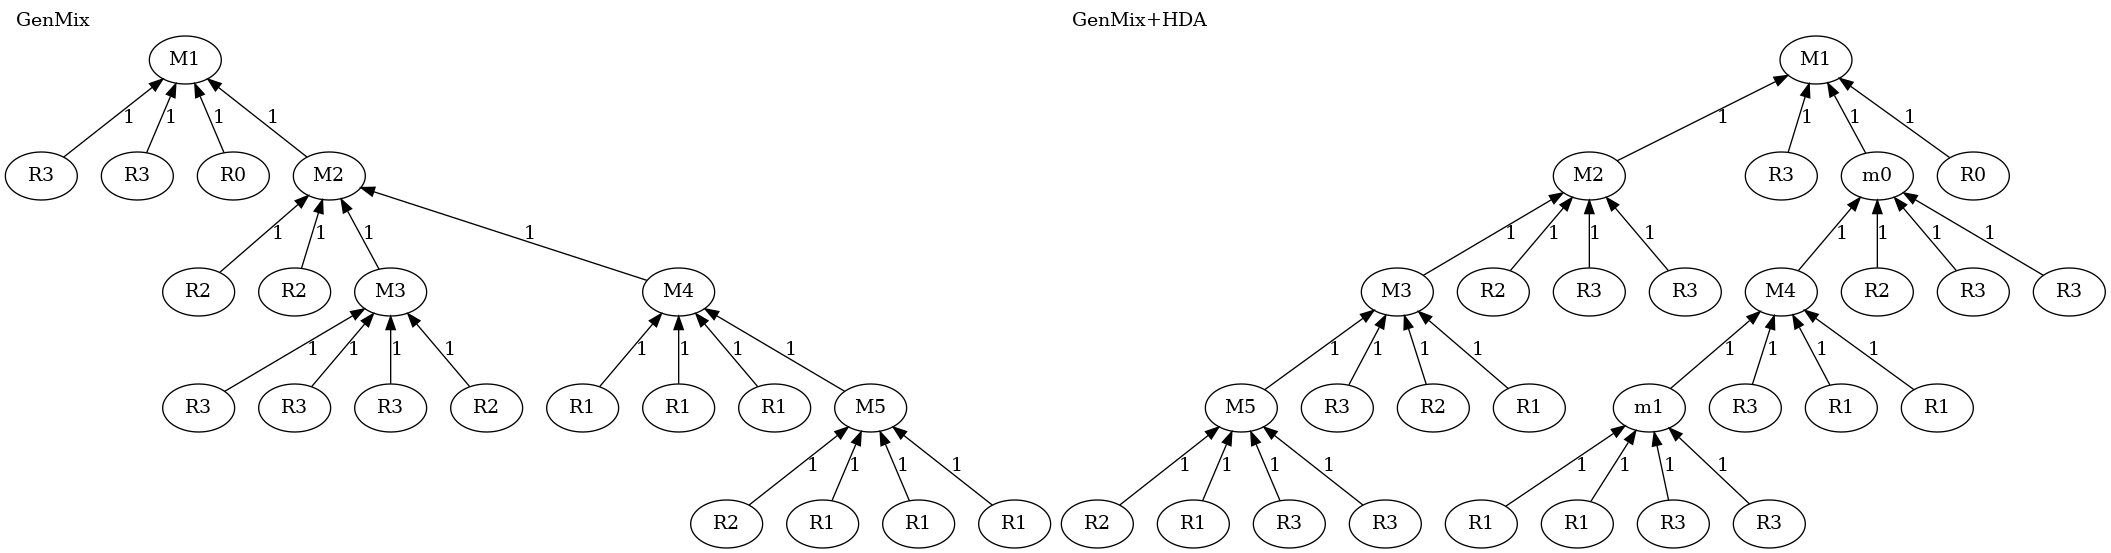 GenMix GenMix+HDA
M1 M1
1 1 1 1 1 1 1 1
R3 R3 R0 M2 M2 R3 m0 R0
1 1 1 1 1 1 1 1 1 1 1 1
R2 R2 M3 M4 M3 R2 R3 R3 M4 R2 R3 R3
1 1 1 1 1 1 1 1 1 1 1 1 1 1 1 1
R3 R3 R3 R2 R1 R1 R1 M5 M5 R3 R2 R1 m1 R3 R1 R1
1 1 1 1 1 1 1 1 1 1 1 1
R2 R1 R1 R1 R2 R1 R3 R3 R1 R1 R3 R3